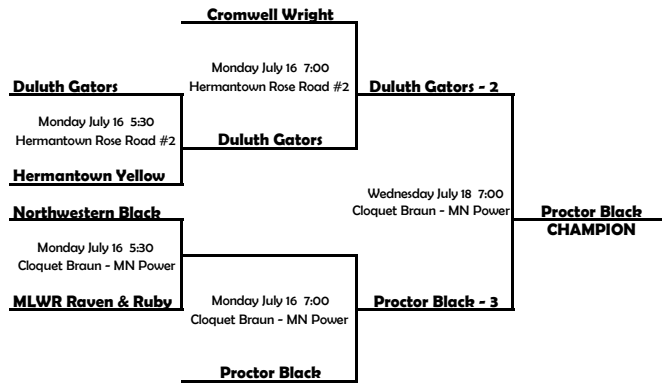 Cromwell Wright
Monday July 16 7:00
Hermantown Rose Road #2
Duluth Gators
Duluth Gators - 2
Monday July 16 5:30
Hermantown Rose Road #2
Duluth Gators
Hermantown Yellow
Wednesday July 18 7:00
Cloquet Braun - MN Power
Northwestern Black
Proctor Black
CHAMPION
Monday July 16 5:30
Cloquet Braun - MN Power
MLWR Raven & Ruby
Monday July 16 7:00
Cloquet Braun - MN Power
Proctor Black - 3
Proctor Black